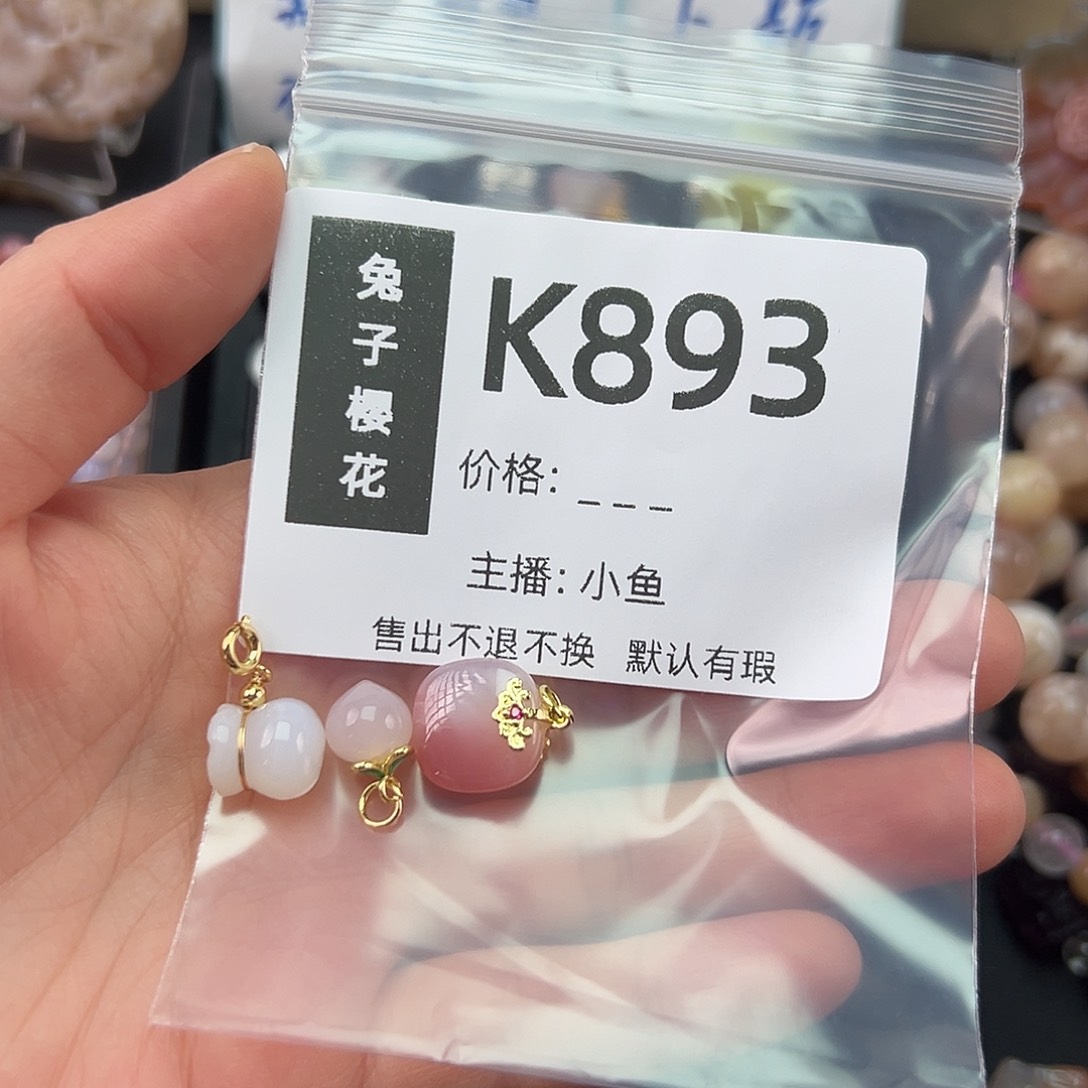 兔子樱花
K893
价格: _ _ _
主播: 小鱼
售出不退不换 默认有瑕